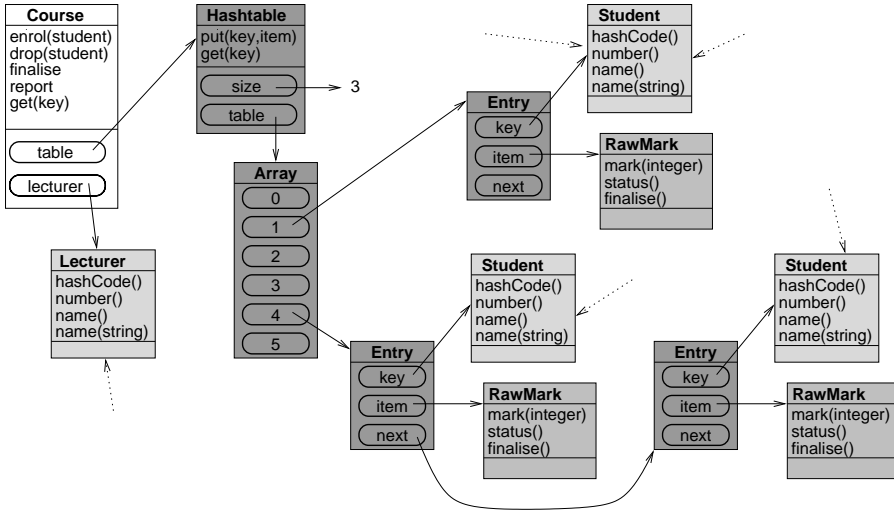 Course
enrol(student)
drop(student)
finalise
report
get(key)
table
lecturer
Hashtable
put(key,item)
get(key)
size
table
3
Student
hashCode()
number()
name()
name(string)
Entry
key
item
next
RawMark
mark(integer)
status()
finalise()
Array
0
1
2
3
4
5
Lecturer
hashCode()
number()
name()
name(string)
Student
hashCode()
number()
name()
name(string)
Entry
key
item
next
RawMark
mark(integer)
status()
finalise()
Student
hashCode()
number()
name()
name(string)
Entry
key
item
next
RawMark
mark(integer)
status()
finalise()